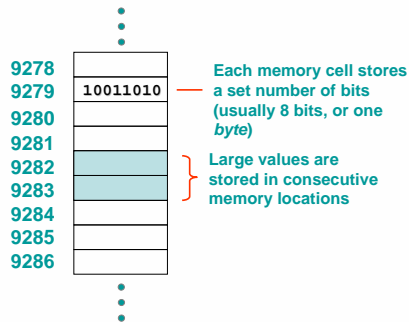 9278
9279 10011010
9280
9281
9282
9283
9284
9285
9286
Each memory cell stores
a set number of bits
(usually 8 bits, or one
byte)
Large values are
stored in consecutive
memory locations